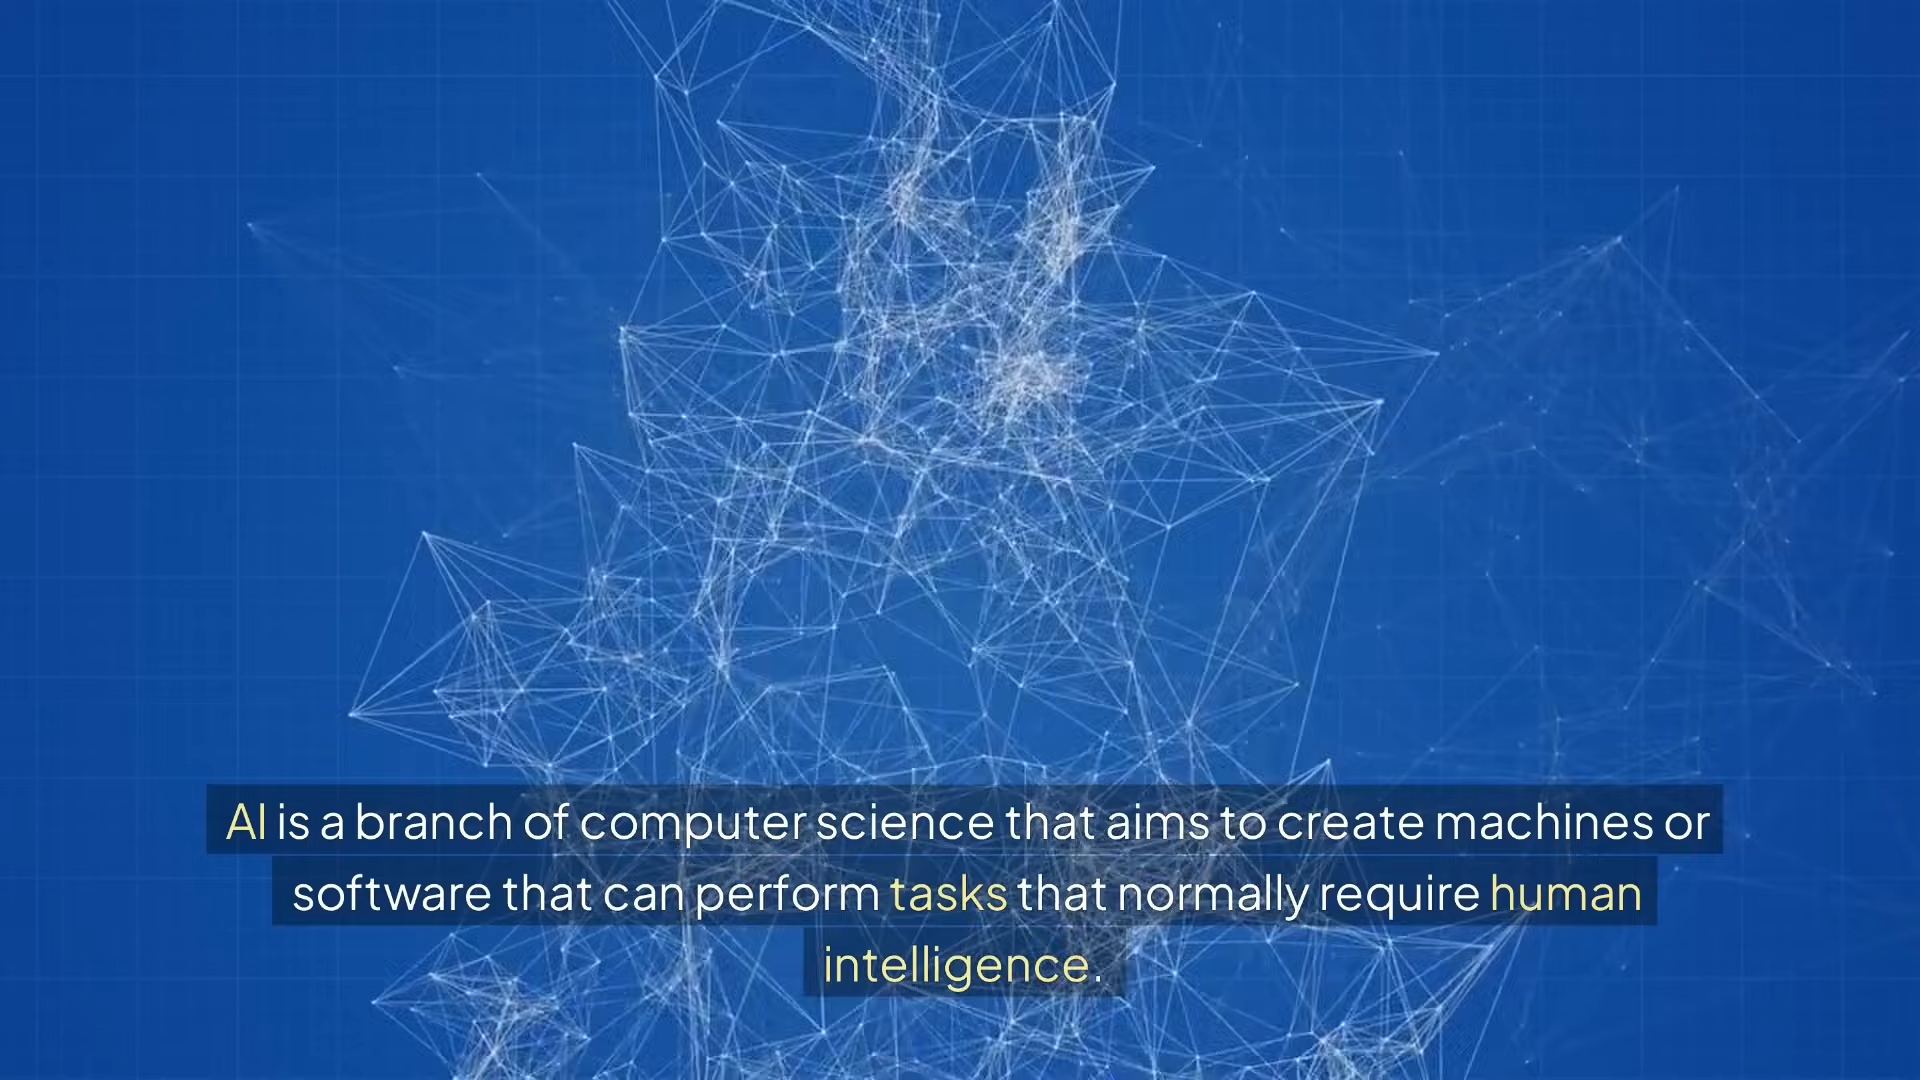 AI is a branch of computer science that aims to create machines or
software that can perform tasks that normally require human
intelligence.